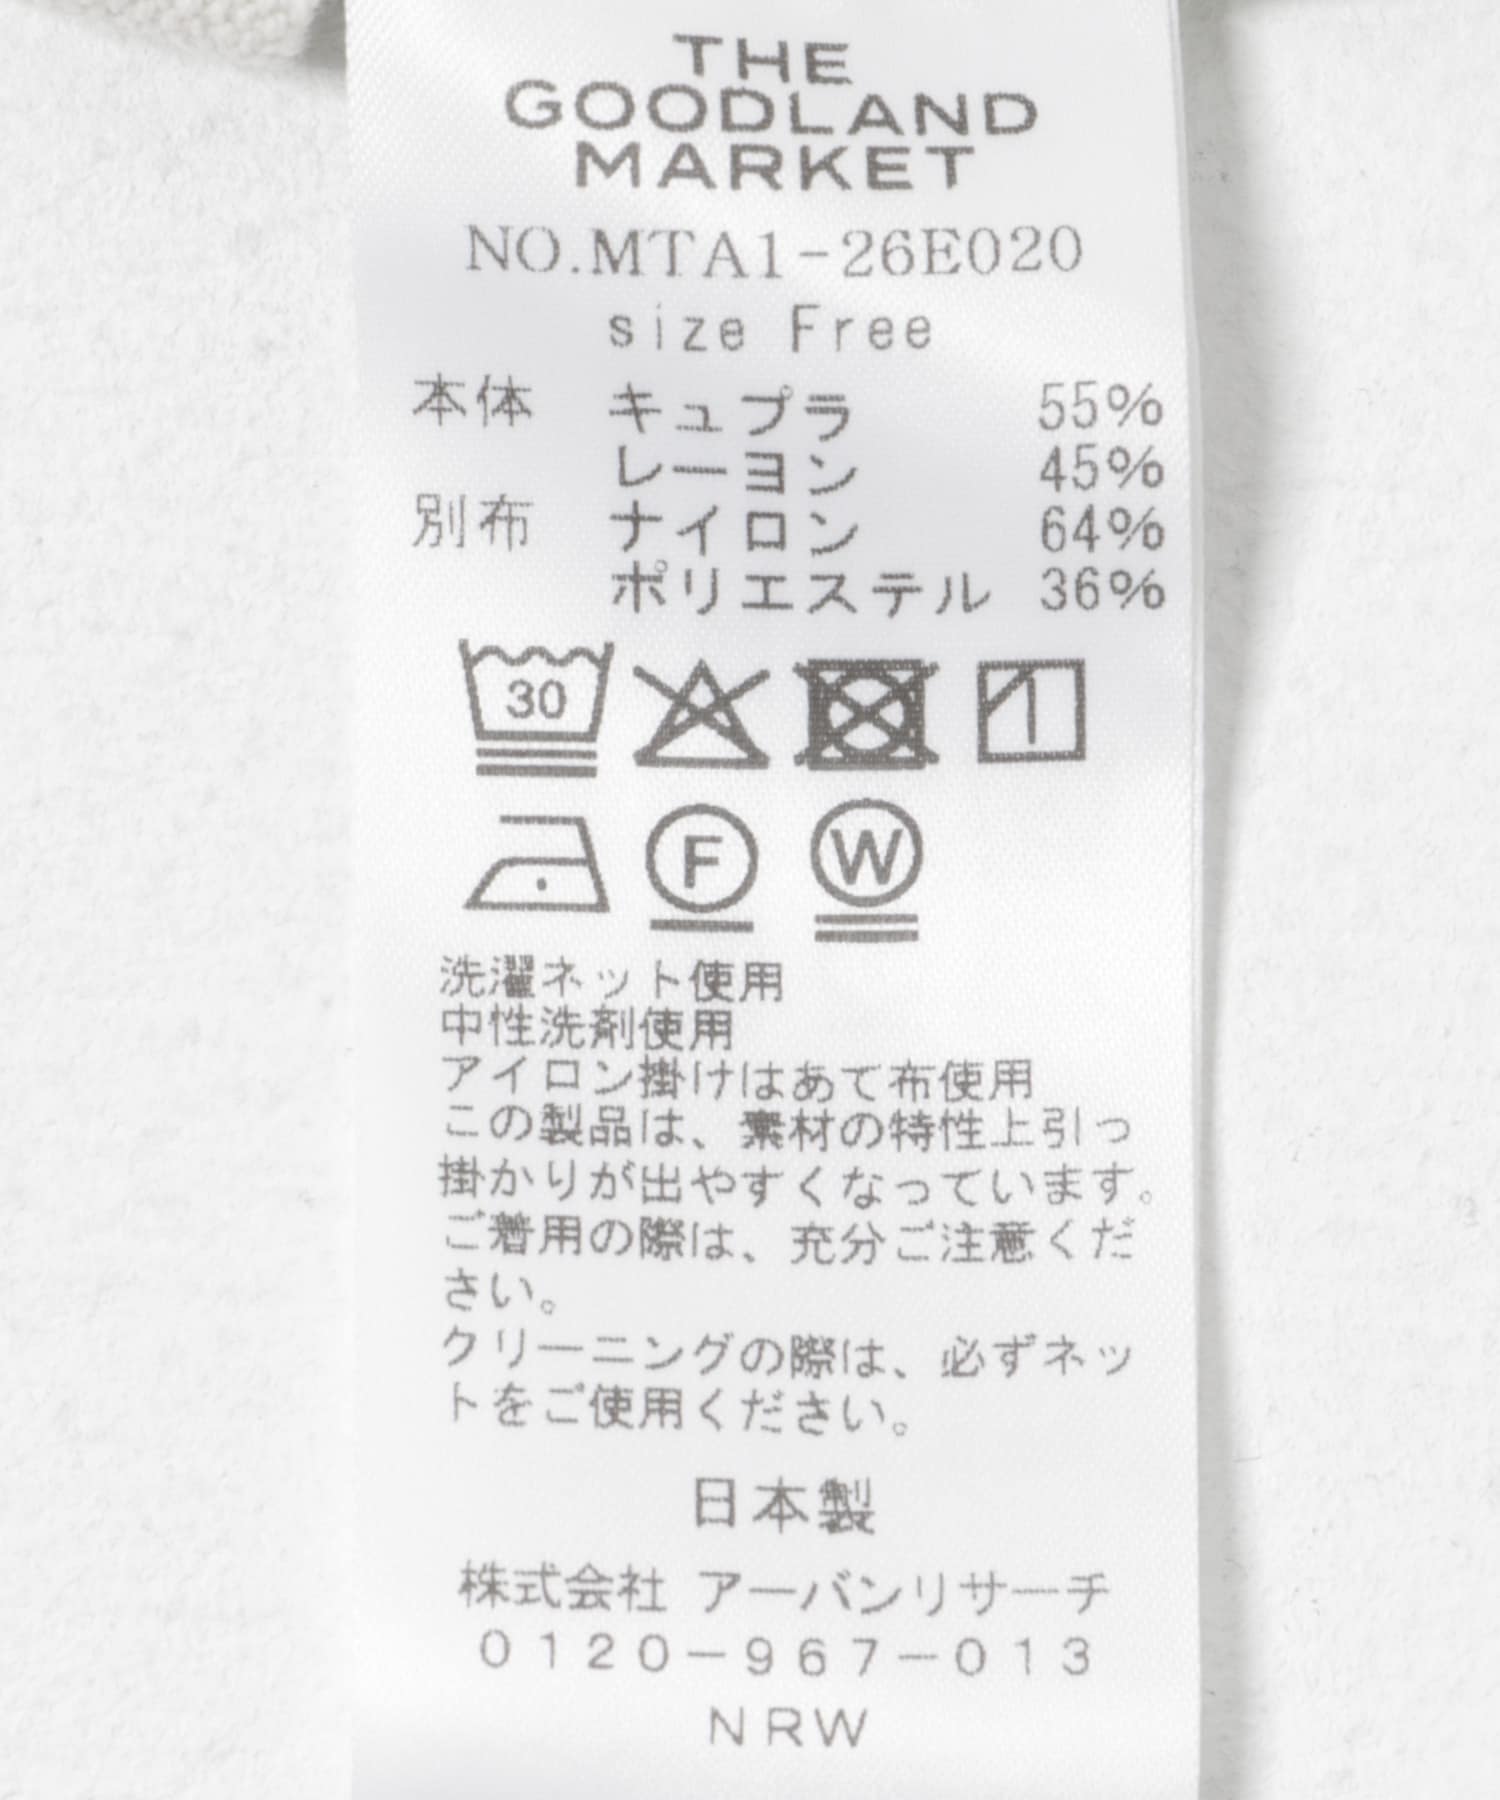 THE
GOODLAND
MARKET
NO.MTA1-26E020
size Free
本体 キュプラ 55%
レーヨン 45%
別布 ナイロン 64%
ポリエステル 36%
30
F W
洗濯ネット使用
中性洗剤使用
アイロン掛けはあて布使用
この製品は、素材の特性上引っ
掛かりが出やすくなっています。
ご着用の際は、充分ご注意くだ
さい。
クリーニングの際は、必ずネッ
トをご使用ください。
日本製
株式会社 アーバンリサーチ
0120-967-013
NRW